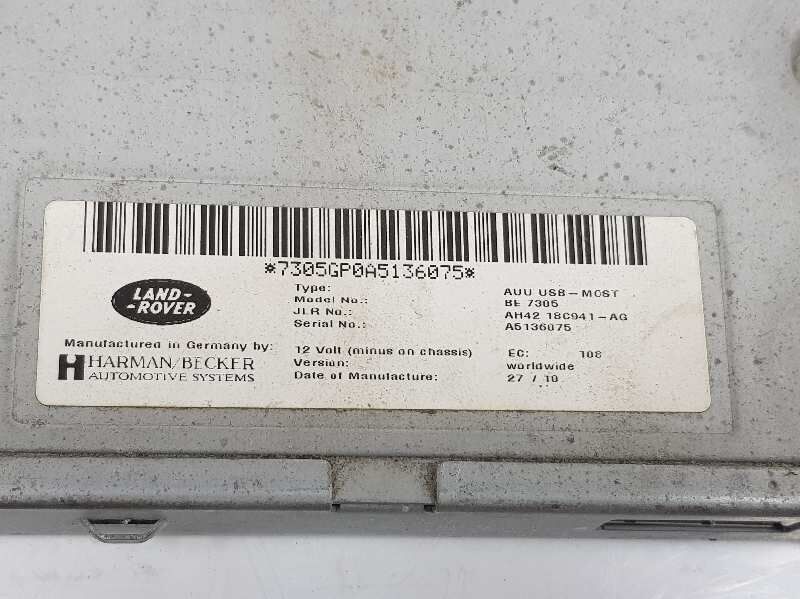 *7305GP0A5136075*
LAND-
-ROVER
Type: AUU USB-MOST
Model No.: BE 7305
JLR No.: AH42 18C941-AG
Serial No.: A5136075
Manufactured in Germany by:
HARMAN/BECKER
AUTOMOTIVE SYSTEMS
12 Volt (minus on chassis) EC: 108
Version: worldwide
Date of Manufacture: 27 / 10